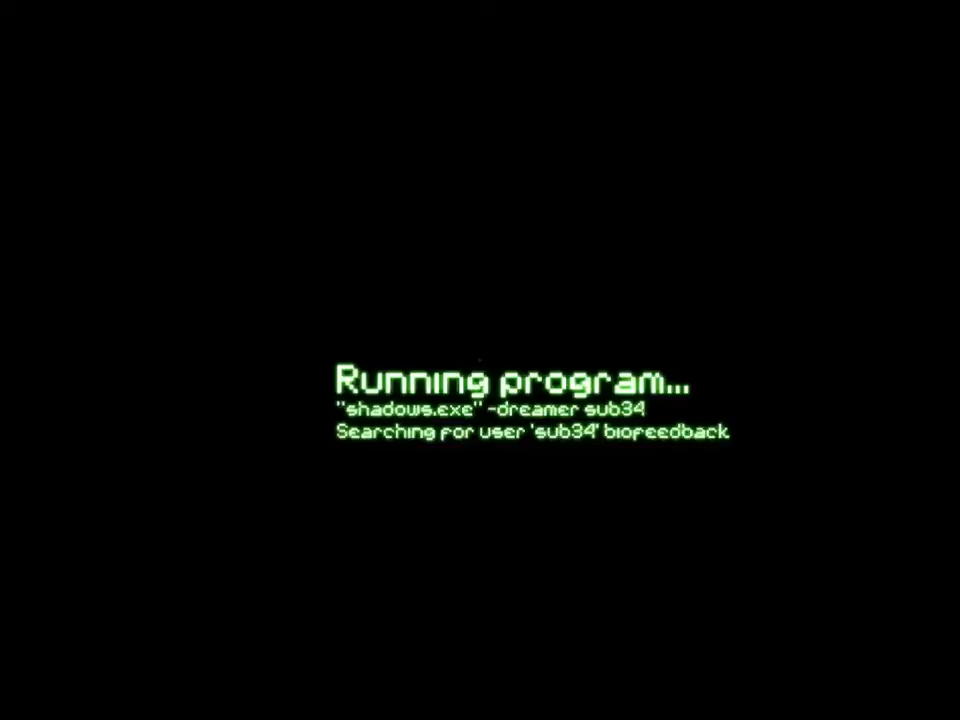 Running program...
"shadows.exe" -dreamer sub34
Searching for user 'sub34' biofeedback